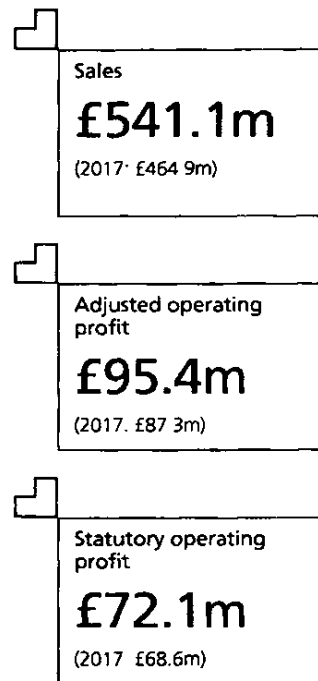 Sales
£541.1m
(2017· £464 9m)
Adjusted operating
profit
£95.4m
(2017. £87 3m)
Statutory operating
profit
£72.1m
(2017 £68.6m)